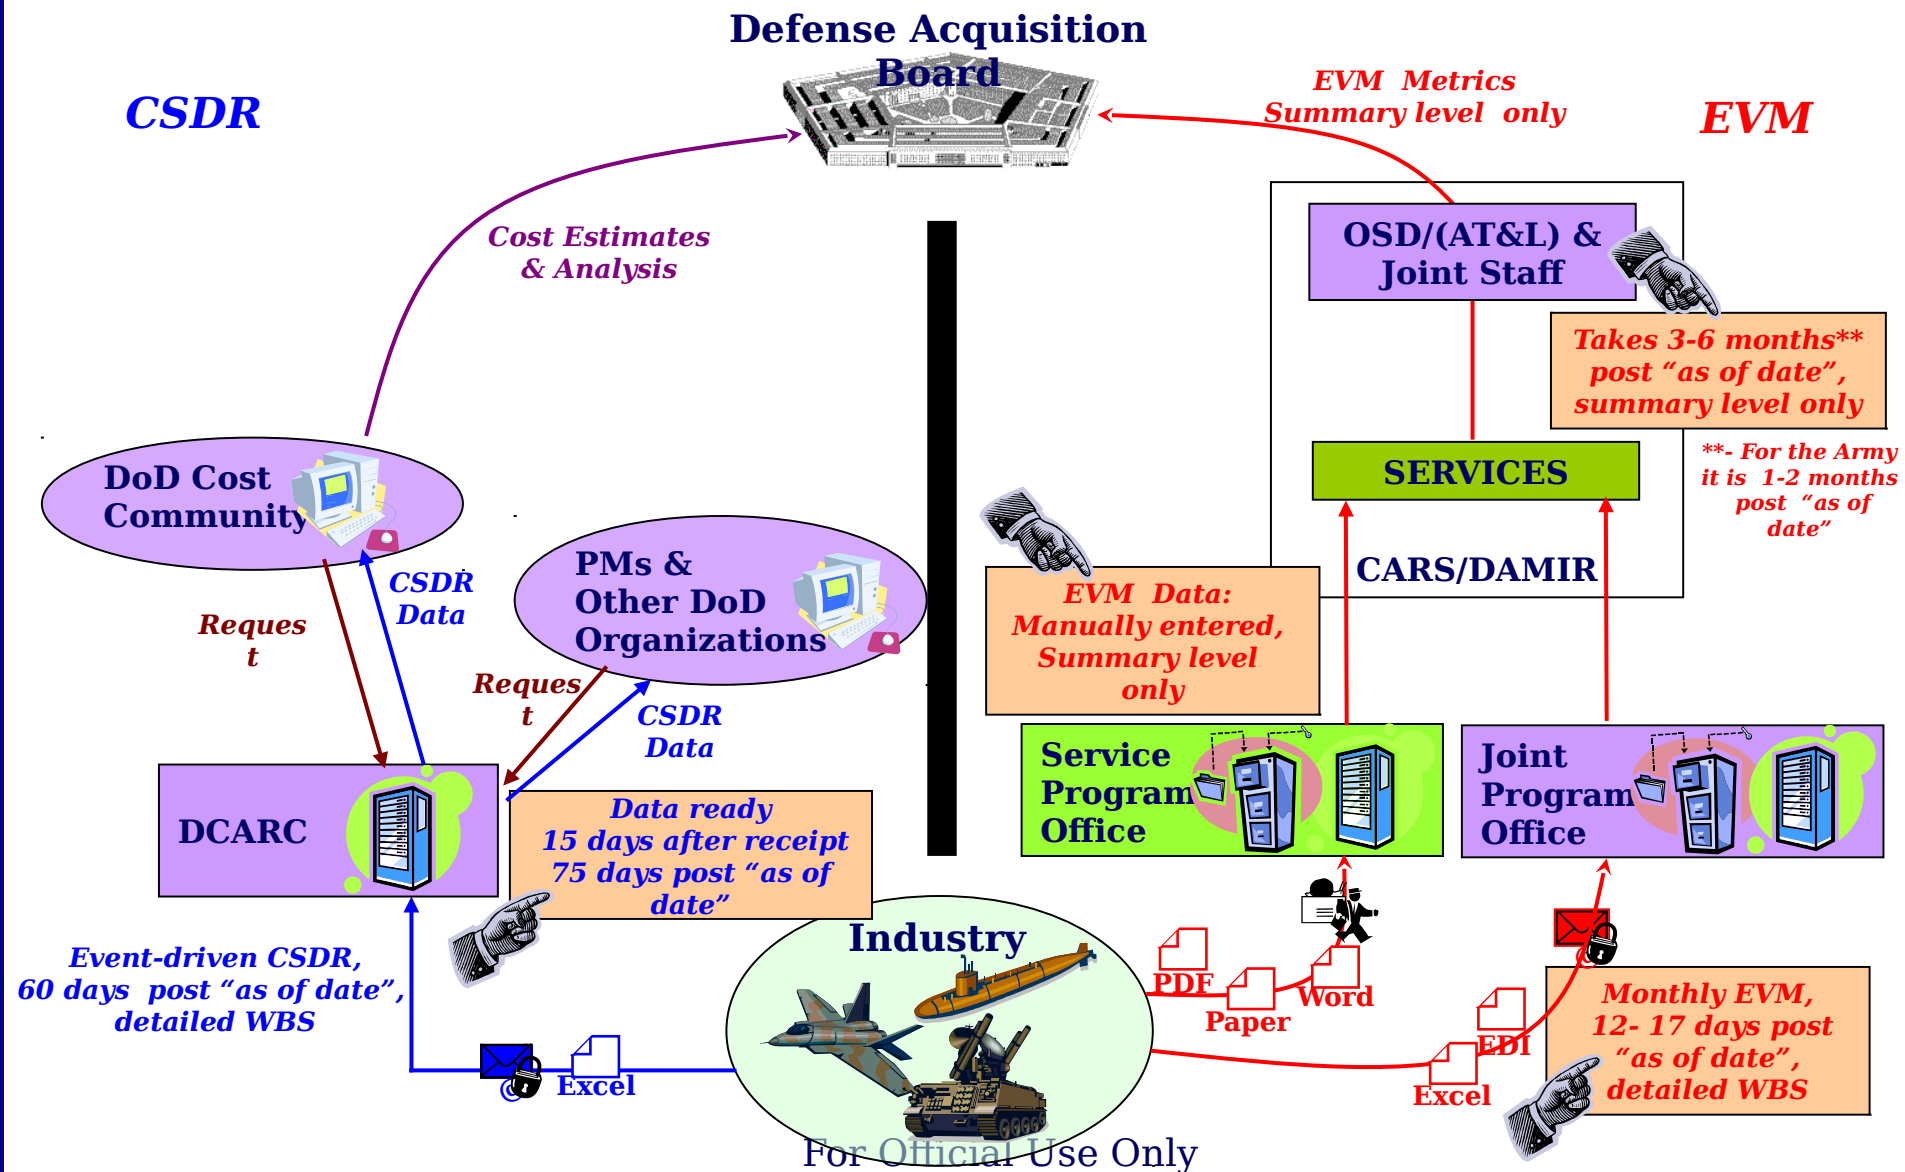 Defense Acquisition
Board
CSDR
EVM  Metrics
Summary level  only
EVM
Cost Estimates
& Analysis
OSD/(AT&L) &
Joint Staff
Takes 3-6 months**
post “as of date”,
summary level only
**- For the Army
it is  1-2 months
post  “as of
date”
SERVICES
CARS/DAMIR
DoD Cost
Community
CSDR
Data
Reques
t
PMs &
Other DoD
Organizations
Reques
t
CSDR
Data
EVM  Data:
Manually entered,
Summary level
only
Service
Program
Office
Joint
Program
Office
DCARC
Data ready
15 days after receipt
75 days post “as of
date”
Event-driven CSDR,
60 days  post “as of date”,
detailed WBS
@
Excel
Industry
PDF
Paper
Word
Excel
EDI
@
Monthly EVM,
12- 17 days post
“as of date”,
detailed WBS
For Official Use Only